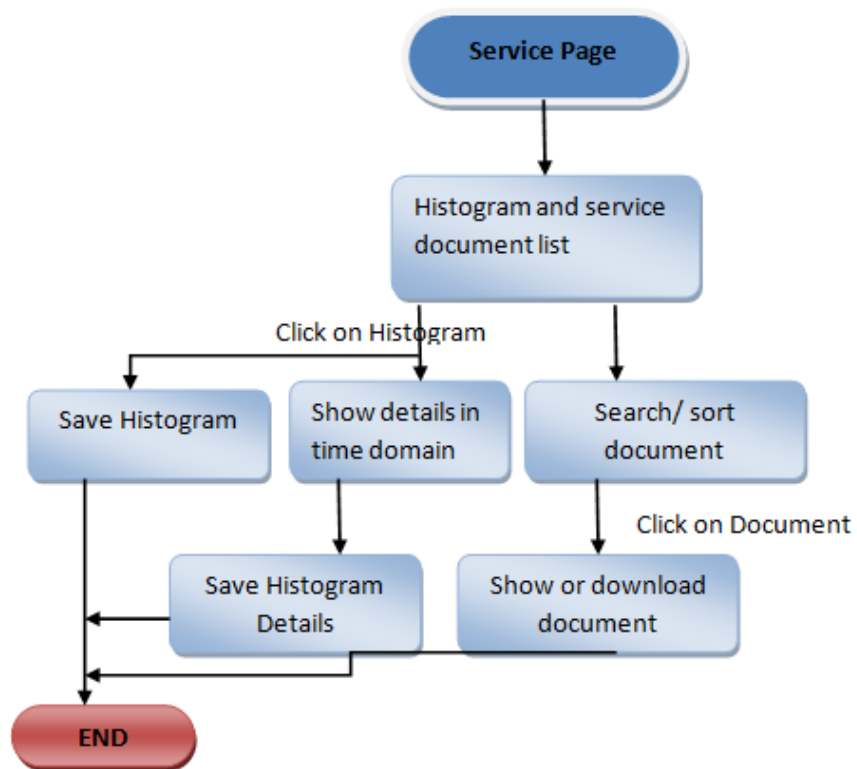 Service Page
Histogram and service
document list
Click on Histogram
Save Histogram
Show details in
time domain
Search/ sort
document
Click on Document
Save Histogram
Details
Show or download
document
END